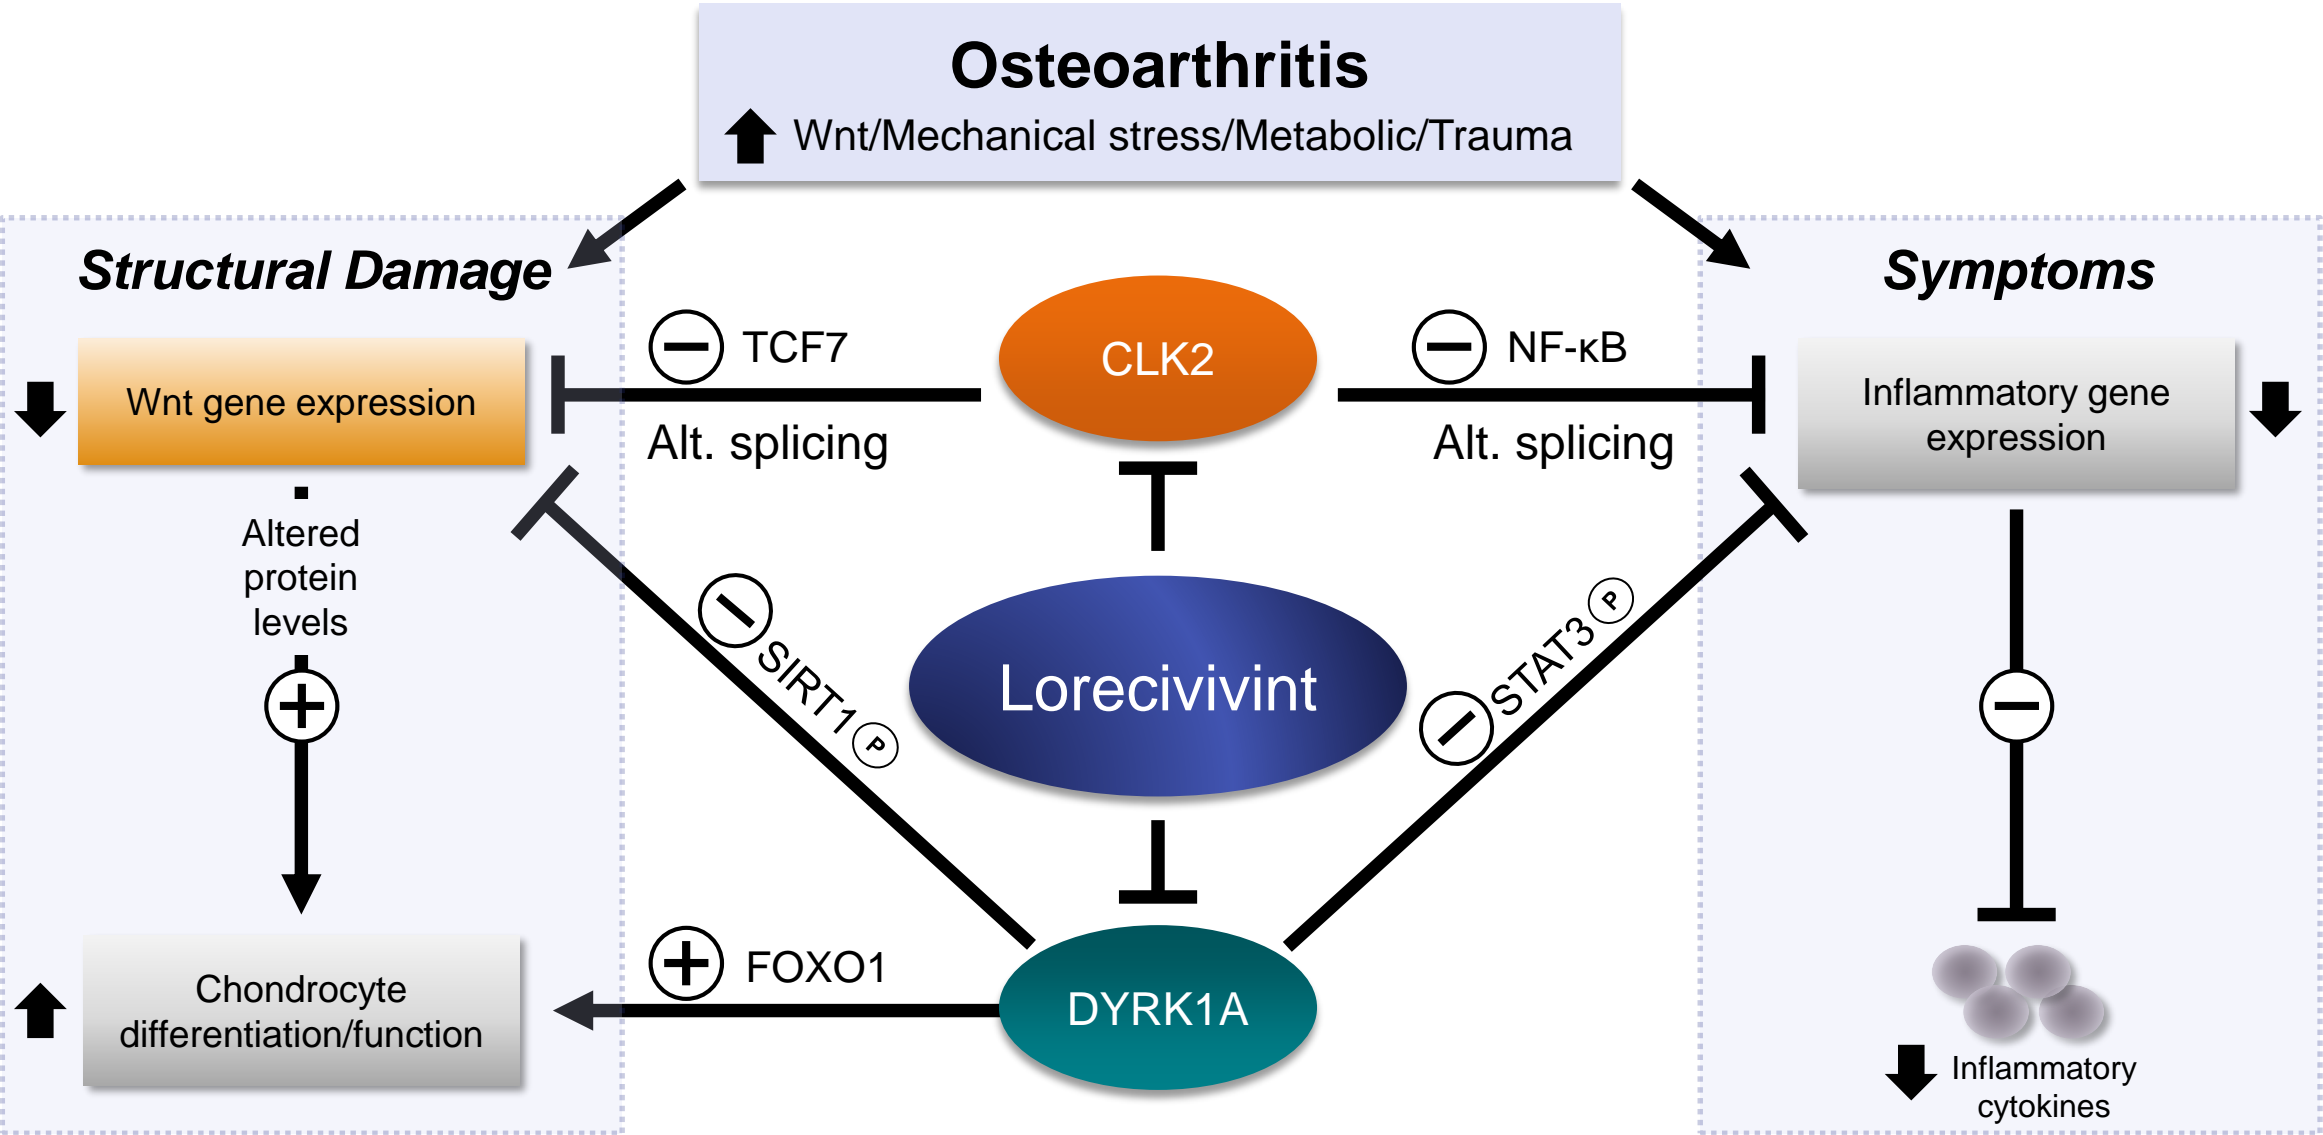 Osteoarthritis
Wnt/Mechanical stress/Metabolic/Trauma
Structural Damage
Symptoms
TCF7
CLK2
NF-κB
Wnt gene expression
Alt. splicing
Alt. splicing
Inflammatory gene
expression
Altered
protein
levels
SIRT1 P
Lorecivivint
STAT3 P
FOXO1
DYRK1A
Chondrocyte
differentiation/function
Inflammatory
cytokines